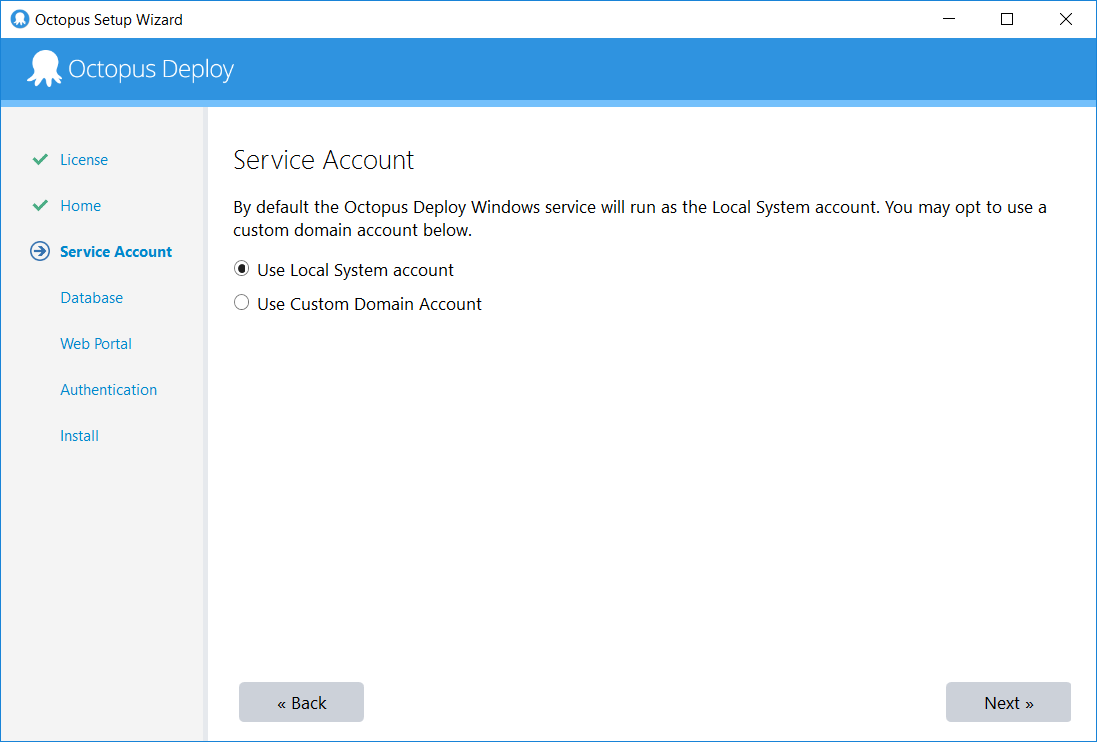 Octopus Setup Wizard
Octopus Deploy
License
Home
Service Account
Database
Web Portal
Authentication
Install
Service Account
By default the Octopus Deploy Windows service will run as the Local System account. You may opt to use a
custom domain account below.
Use Local System account
Use Custom Domain Account
« Back
Next »